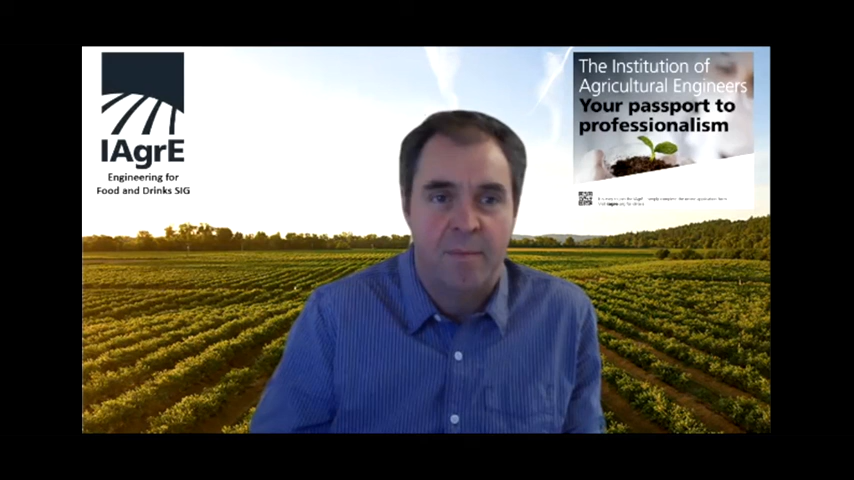 IAgrE
Engineering for
Food and Drinks SIG
The Institution of
Agricultural Engineers
Your passport to
professionalism